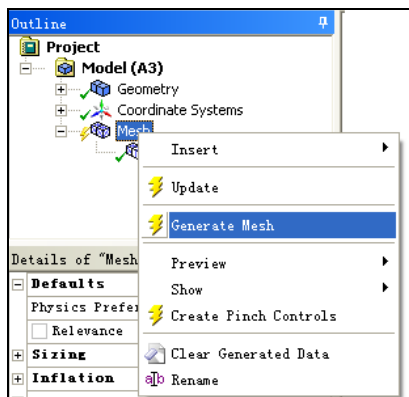 Outline
Project
Model (A3)
Geometry
Coordinate Systems
Mesh
Insert
Update
Generate Mesh
Details of "Mesh
Preview
Defaults
Show
Physics Prefer
Create Pinch Controls
Relevance
Sizing
Clear Generated Data
Inflation
Rename